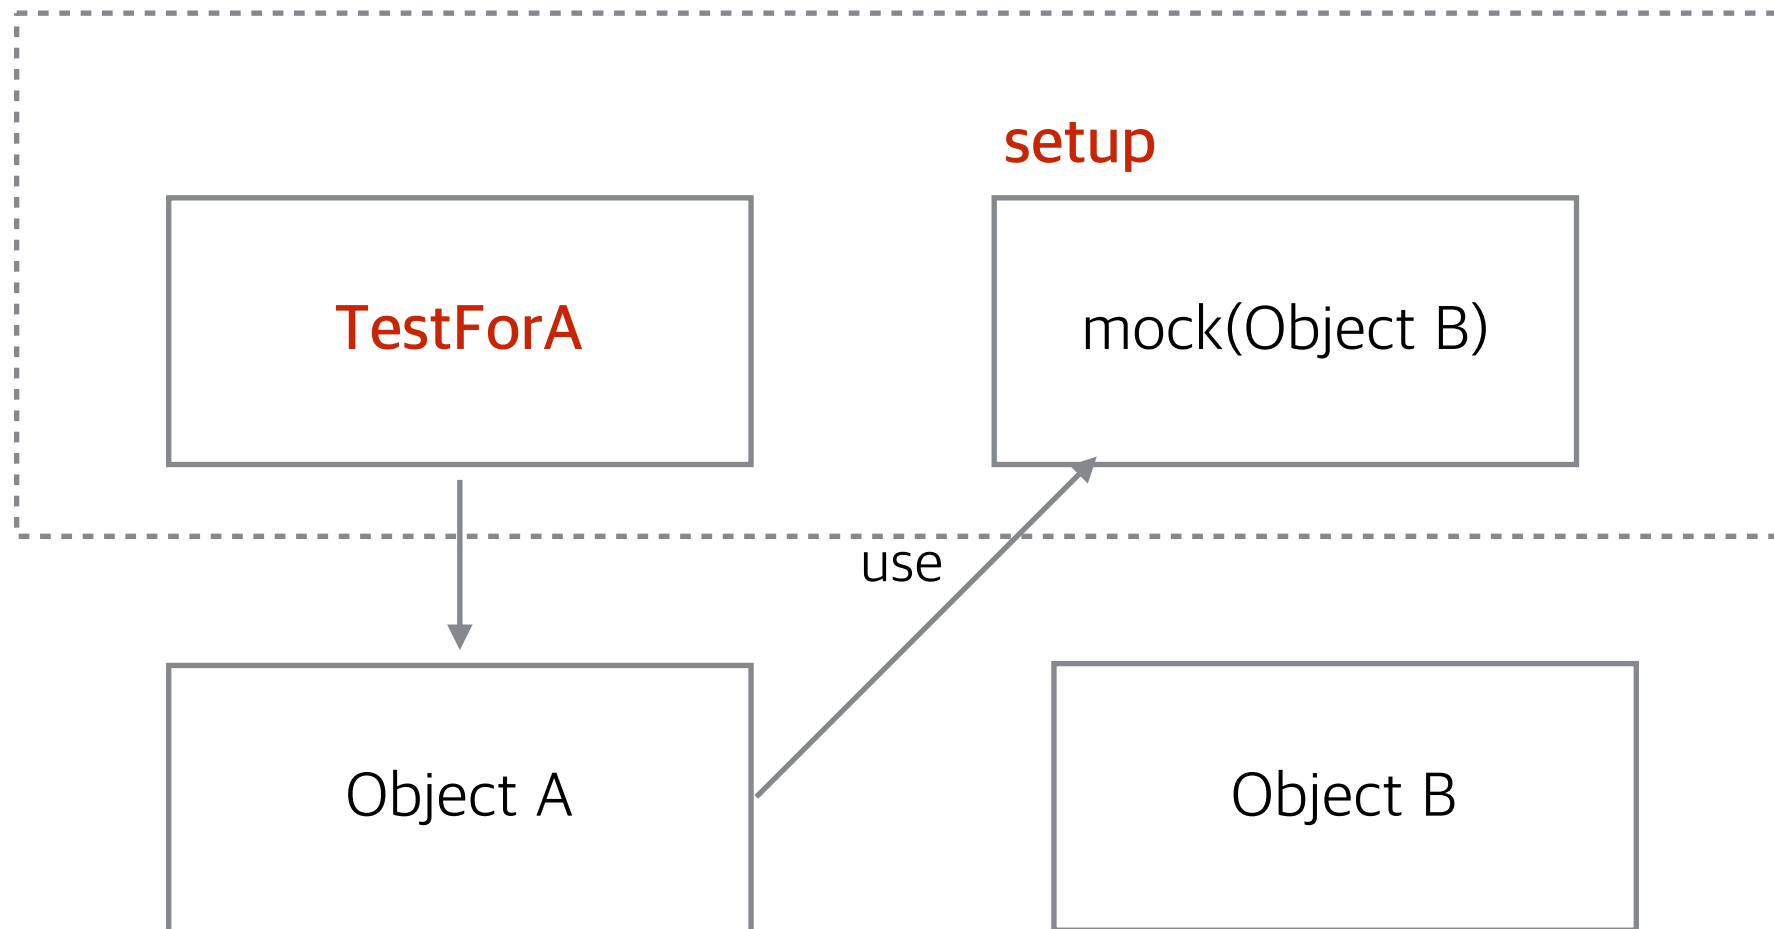 setup
TestForA
mock(Object B)
use
Object A
Object B